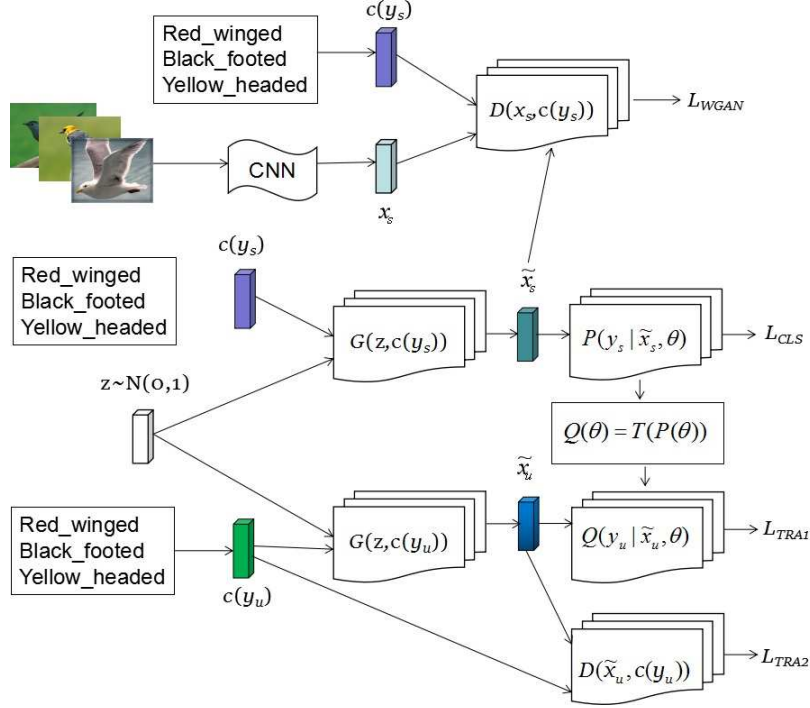 c(y_s)
Red_winged
Black_footed
Yellow_headed
D(x_s,c(y_s))
L_WGAN
CNN
x_s
c(y_s)
Red_winged
Black_footed
Yellow_headed
x̃_s
G(z,c(y_s))
P(y_s | x̃_s, θ)
L_CLS
z~N(0,1)
Q(θ) = T(P(θ))
x̃_u
Red_winged
Black_footed
Yellow_headed
G(z,c(y_u))
Q(y_u | x̃_u, θ)
L_TRA1
c(y_u)
D(x̃_u, c(y_u))
L_TRA2